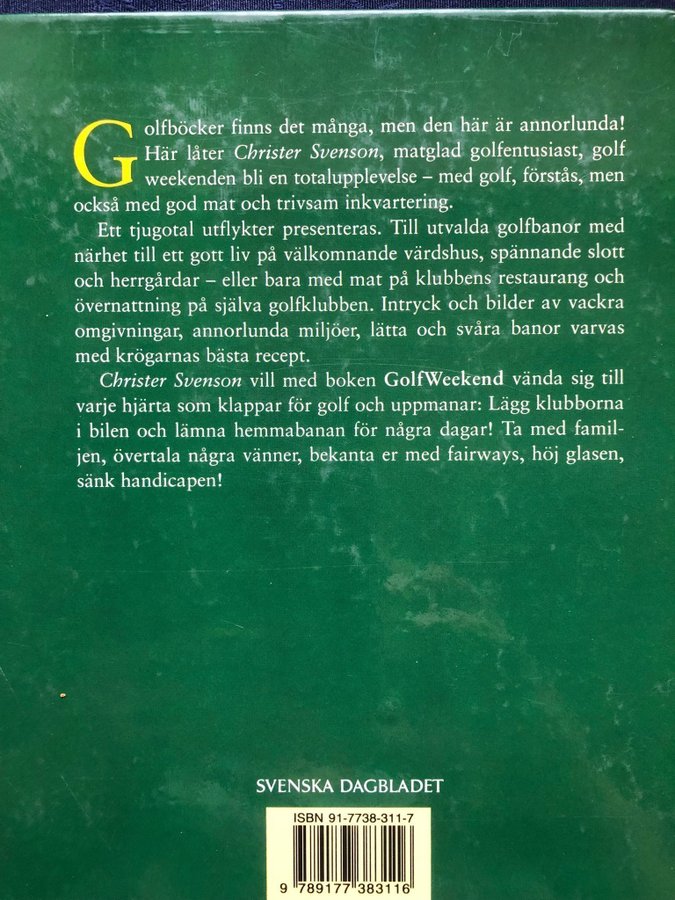 Golfböcker finns det många, men den här är annorlunda!
Här låter Christer Svenson, matglad golfentusiast, golf
weekenden bli en totalupplevelse – med golf, förstås, men
också med god mat och trivsam inkvartering.
Ett tjugotal utflykter presenteras. Till utvalda golfbanor med
närhet till ett gott liv på välkomnande värdshus, spännande slott
och herrgårdar – eller bara med mat på klubbens restaurang och
övernattning på själva golfklubben. Intryck och bilder av vackra
omgivningar, annorlunda miljöer, lätta och svåra banor varvas
med krögarnas bästa recept.
Christer Svenson vill med boken GolfWeekend vända sig till
varje hjärta som klappar för golf och uppmanar: Lägg klubborna
i bilen och lämna hemmabanan för några dagar! Ta med famil-
jen, övertala några vänner, bekanta er med fairways, höj glasen,
sänk handicapen!
SVENSKA DAGBLADET
ISBN 91-7738-311-7
9 789177 383116